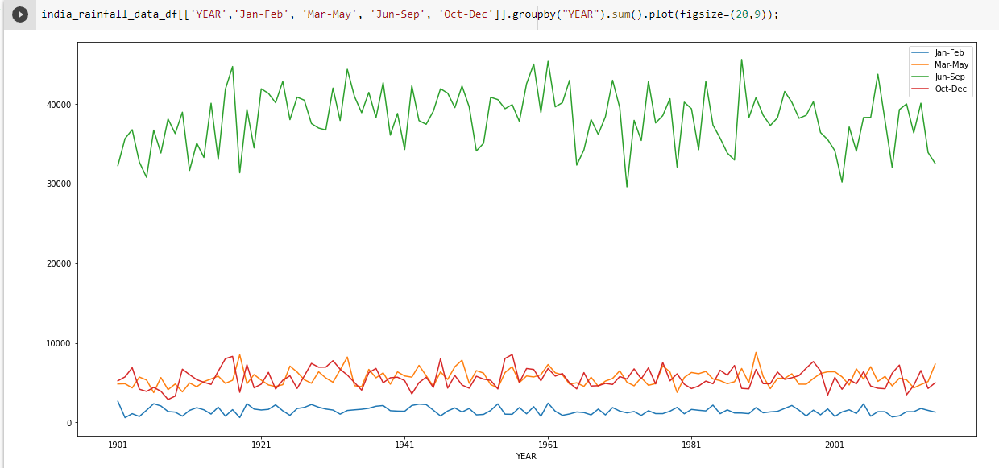 india_rainfall_data_df[['YEAR','Jan-Feb', 'Mar-May', 'Jun-Sep', 'Oct-Dec']].groupby("YEAR").sum().plot(figsize=(20,9));
Jan-Feb
Mar-May
Jun-Sep
Oct-Dec
40000
30000
20000
10000
0
1901 1921 1941 1961 1981 2001
YEAR